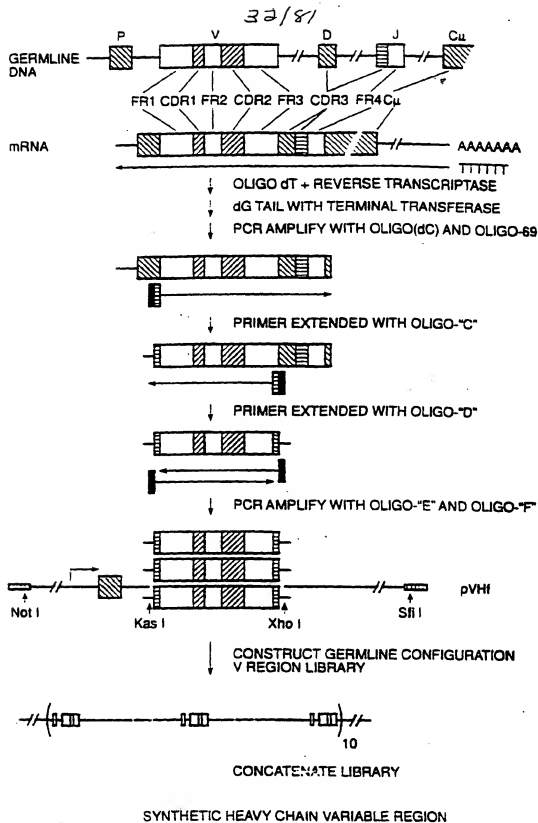 32/81
P V D J Cμ
GERMLINE DNA
FR1 CDR1 FR2 CDR2 FR3 CDR3 FR4 Cμ
mRNA
AAAAAAA
TTTTTT
OLIGO dT + REVERSE TRANSCRIPTASE
dG TAIL WITH TERMINAL TRANSFERASE
PCR AMPLIFY WITH OLIGO(dC) AND OLIGO-69
PRIMER EXTENDED WITH OLIGO-"C"
PRIMER EXTENDED WITH OLIGO-"D"
PCR AMPLIFY WITH OLIGO-"E" AND OLIGO-"F"
pVHf
Not I Kas I Xho I Sfi I
CONSTRUCT GERMLINE CONFIGURATION
V REGION LIBRARY
10
CONCATENATE LIBRARY
SYNTHETIC HEAVY CHAIN VARIABLE REGION